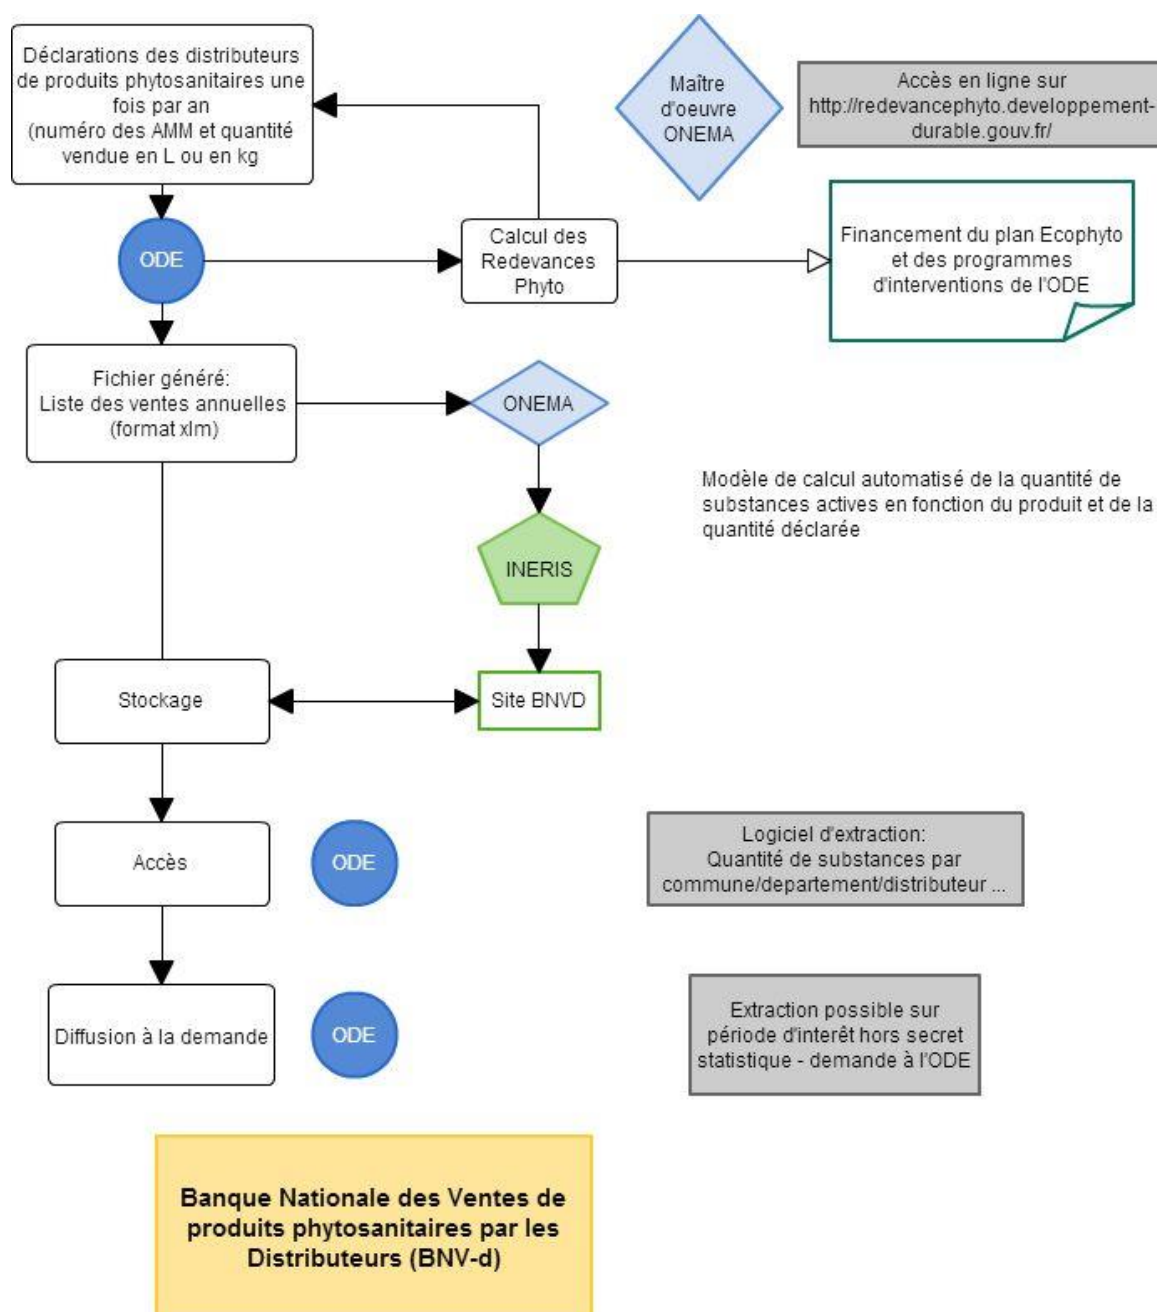 Déclarations des distributeurs
de produits phytosanitaires une
fois par an
(numéro des AMM et quantité
vendue en L ou en kg
Maître
d'oeuvre
ONEMA
Accès en ligne sur
http://redevancephyto.developpement-
durable.gouv.fr/
ODE
Calcul des
Redevances
Phyto
Financement du plan Ecophyto
et des programmes
d'interventions de l'ODE
Fichier généré:
Liste des ventes annuelles
(format xlm)
ONEMA
Modèle de calcul automatisé de la quantité de
substances actives en fonction du produit et de la
quantité déclarée
INERIS
Stockage
Site BNVD
Accès
ODE
Logiciel d'extraction:
Quantité de substances par
commune/departement/distributeur ...
Diffusion à la demande
ODE
Extraction possible sur
période d'interêt hors secret
statistique - demande à l'ODE
Banque Nationale des Ventes de
produits phytosanitaires par les
Distributeurs (BNV-d)